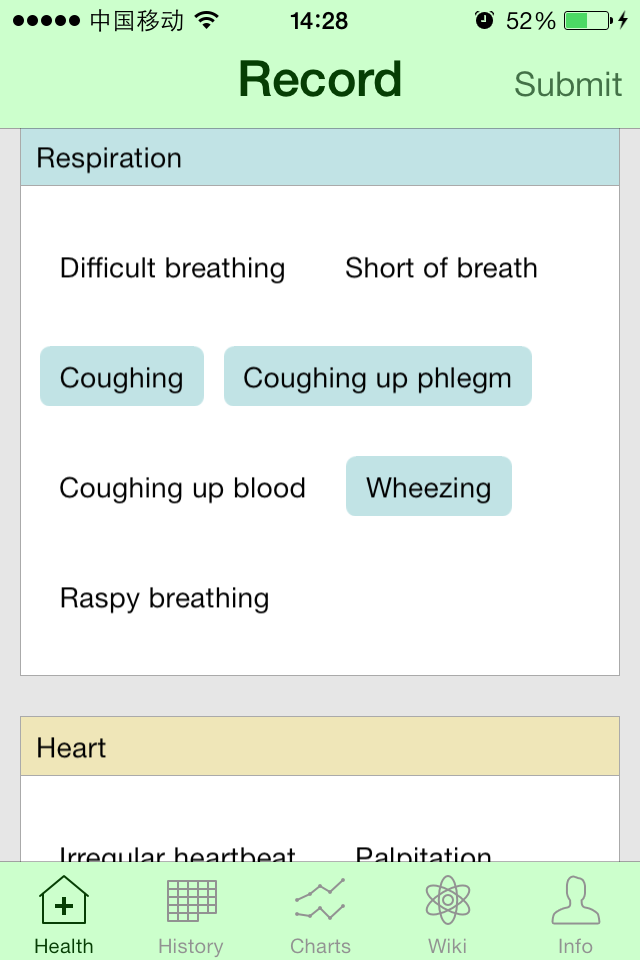 中国移动 14:28 52%
Record Submit
Respiration
Difficult breathing Short of breath
Coughing Coughing up phlegm
Coughing up blood Wheezing
Raspy breathing
Heart
Irregular heartbeat Palpitation
Health History Charts Wiki Info